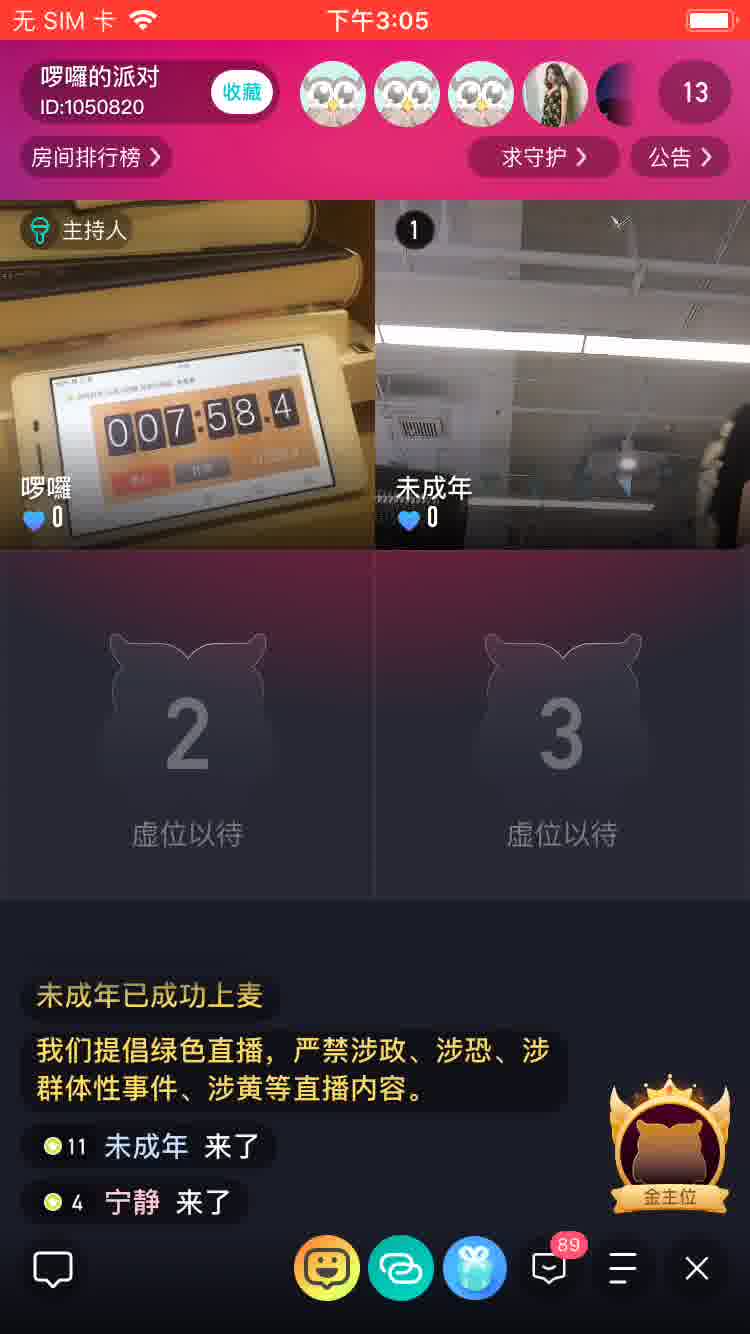 无 SIM 卡
下午3:05
啰囉的派对
ID:1050820
收藏
13
房间排行榜
求守护
公告
主持人
1
007:58.4
啰囉
0
未成年
0
2
虚位以待
3
虚位以待
未成年已成功上麦
我们提倡绿色直播，严禁涉政、涉恐、涉
群体性事件、涉黄等直播内容。
11 未成年 来了
4 宁静 来了
金主位
89